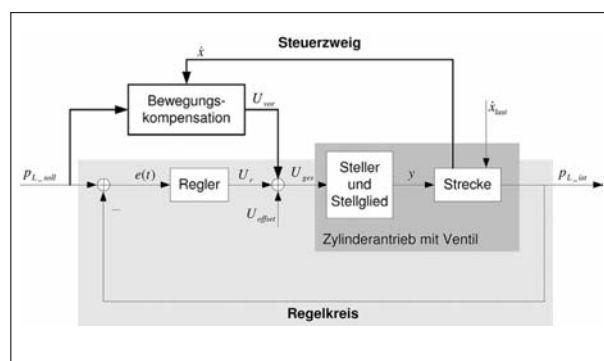 Steuerzweig
ẋ
Bewegungs-
kompensation
U_vor
ẋ_last
p_L_soll
e(t)
Regler
U_r
U_ges
Steller
und
Stellglied
y
Strecke
p_L_ist
–
U_offset
Zylinderantrieb mit Ventil
Regelkreis